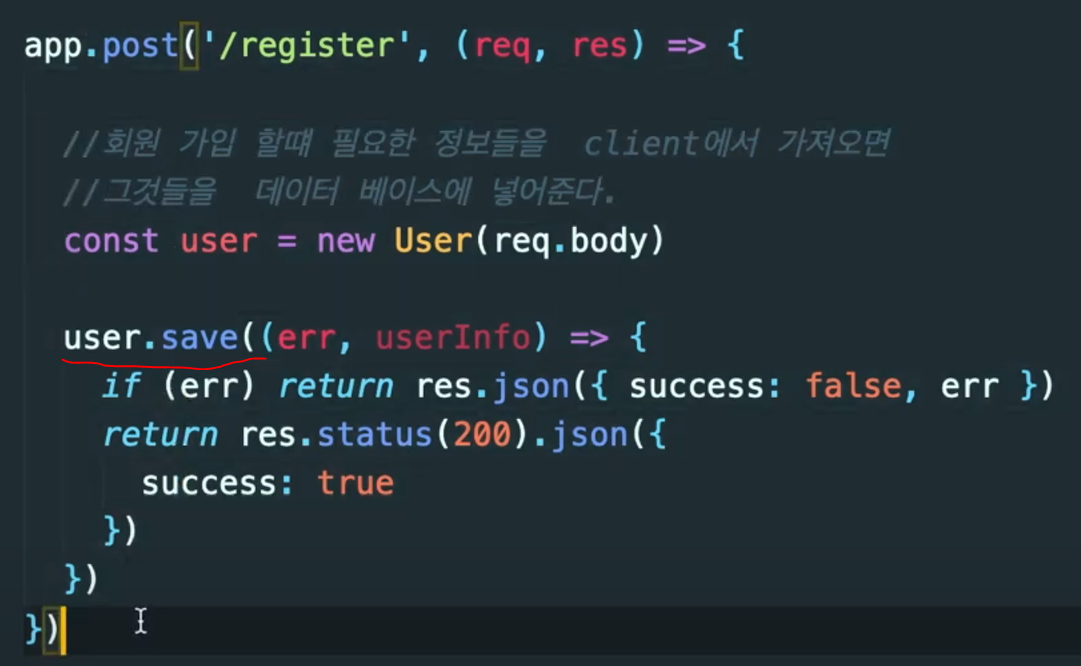 app.post('/register', (req, res) => {
//회원 가입 할떄 필요한 정보들을 client에서 가져오면
//그것들을 데이터 베이스에 넣어준다.
const user = new User(req.body)
user.save((err, userInfo) => {
if (err) return res.json({ success: false, err })
return res.status(200).json({
success: true
})
})
})